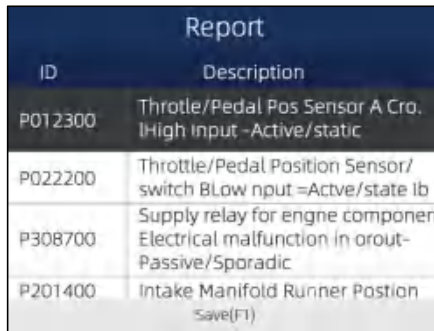 Report
ID Description
P012300 Throtle/Pedal Pos Sensor A Cro.
lHigh Input -Active/static
P022200 Throttle/Pedal Position Sensor/
switch BLow nput =Actve/state lb
P308700 Supply relay for engne componen
Electrical malfunction in orout-
Passive/Sporadic
P201400 Intake Manifold Runner Postion
Save(F1)